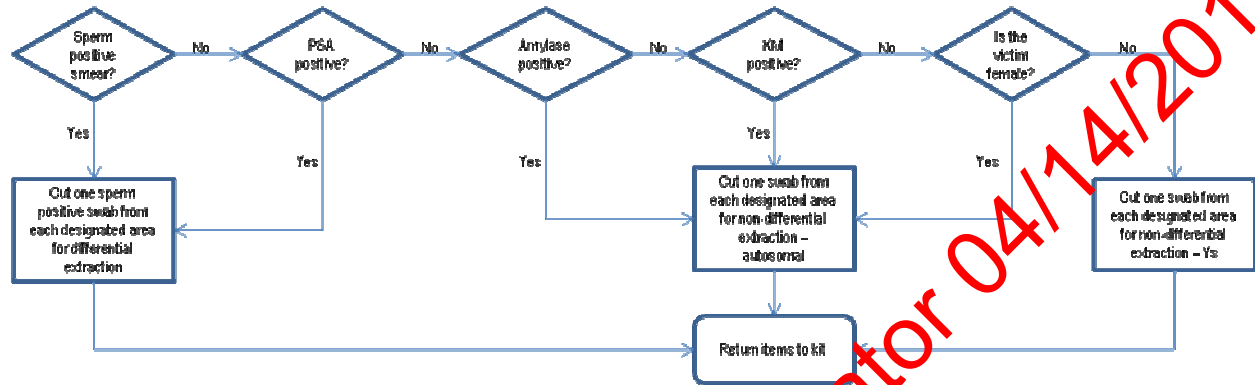 Sperm
positive
smear?
No
PSA
positive?
No
Amylase
positive?
No
KM
positive?
No
Is the
victim
female?
No
Yes
Yes
Yes
Yes
Yes
Cut one sperm
positive swab from
each designated area
for differential
extraction
Cut one swab from
each designated area
for non-differential
extraction –
autosomal
Cut one swab from
each designated area
for non-differential
extraction – Ys
Return items to kit
04/14/201